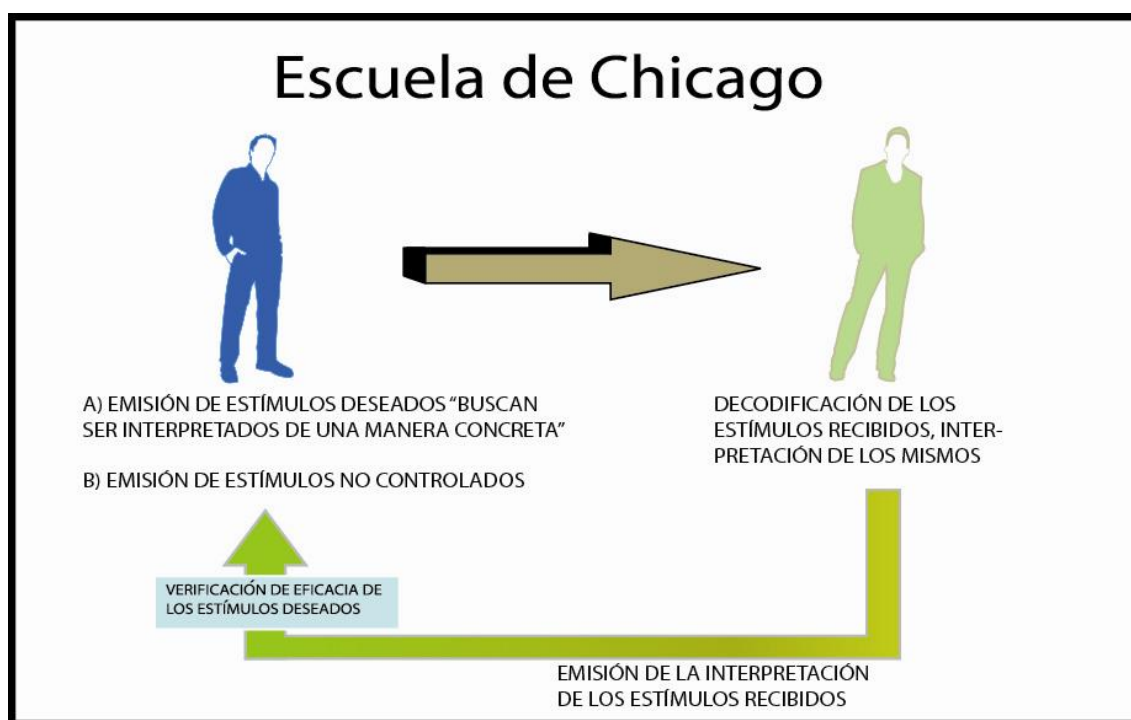 Escuela de Chicago
A) EMISIÓN DE ESTÍMULOS DESEADOS “BUSCAN
SER INTERPRETADOS DE UNA MANERA CONCRETA”
B) EMISIÓN DE ESTÍMULOS NO CONTROLADOS
DECODIFICACIÓN DE LOS
ESTÍMULOS RECIBIDOS, INTER-
PRETACIÓN DE LOS MISMOS
VERIFICACIÓN DE EFICACIA DE
LOS ESTÍMULOS DESEADOS
EMISIÓN DE LA INTERPRETACIÓN
DE LOS ESTÍMULOS RECIBIDOS